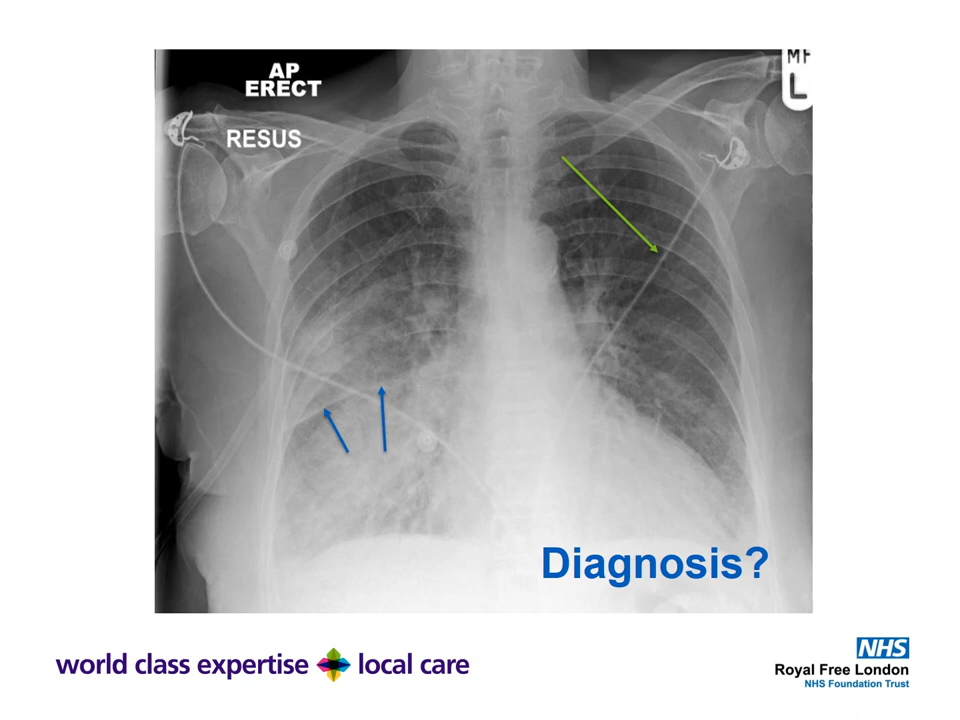 AP
ERECT
RESUS
L
Diagnosis?
world class expertise local care
NHS
Royal Free London
NHS Foundation Trust